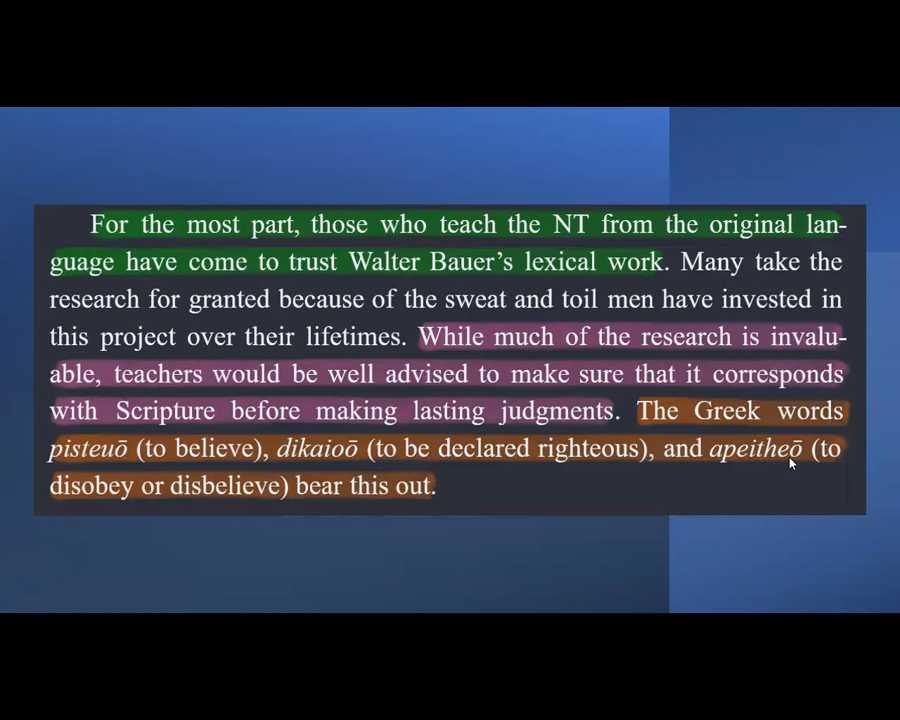 For the most part, those who teach the NT from the original lan-
guage have come to trust Walter Bauer’s lexical work. Many take the
research for granted because of the sweat and toil men have invested in
this project over their lifetimes. While much of the research is invalu-
able, teachers would be well advised to make sure that it corresponds
with Scripture before making lasting judgments. The Greek words
pisteuō (to believe), dikaioō (to be declared righteous), and apeitheō (to
disobey or disbelieve) bear this out.